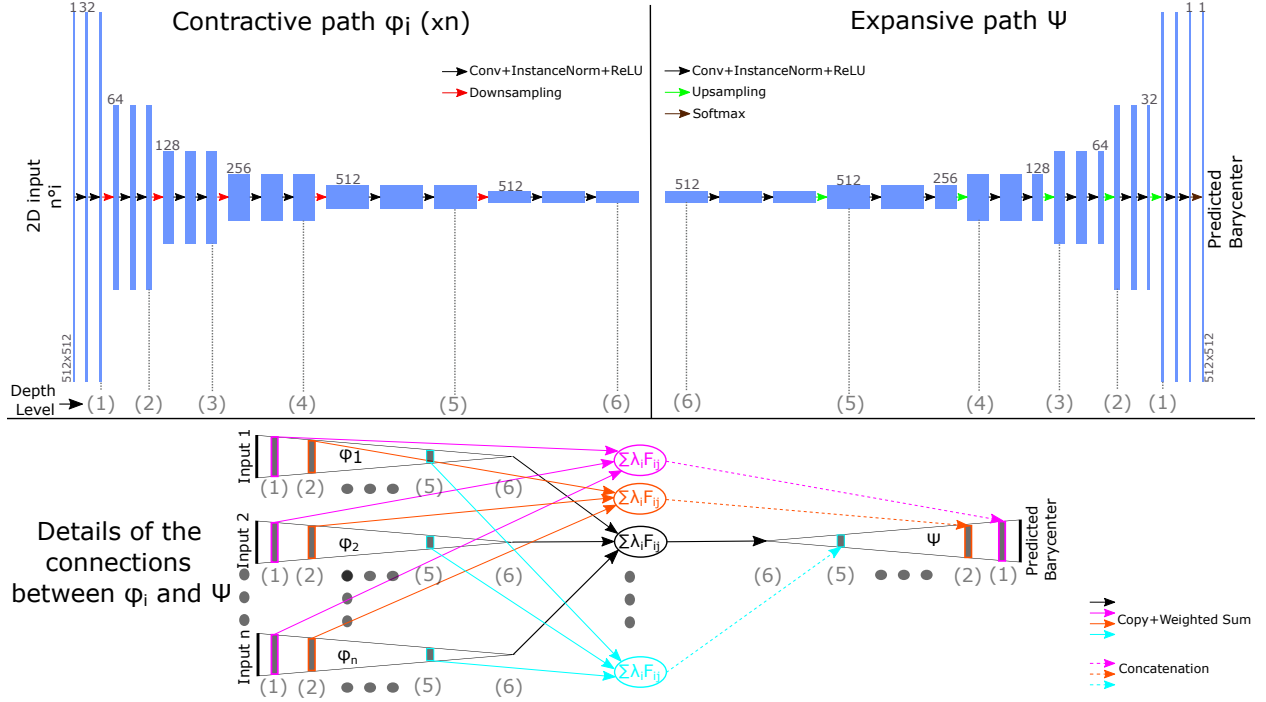 Contractive path φi (xn)
1 32
64
128
256
512
512
Conv+InstanceNorm+ReLU
Downsampling
2D input
n°i
512x512
Depth
Level
(1)
(2)
(3)
(4)
(5)
(6)
Expansive path Ψ
Conv+InstanceNorm+ReLU
Upsampling
Softmax
512
512
256
128
64
32
1 1
Predicted
Barycenter
512x512
(6)
(5)
(4)
(3)
(2)
(1)
Details of the
connections
between φi and Ψ
Input 1
φ1
(1)
(2)
(5)
(6)
Input 2
φ2
(1)
(2)
(5)
(6)
Input n
φn
(1)
(2)
(5)
(6)
∑λiFij
∑λiFij
∑λiFij
∑λiFij
Ψ
(6)
(5)
(2)
(1)
Predicted
Barycenter
Copy+Weighted Sum
Concatenation